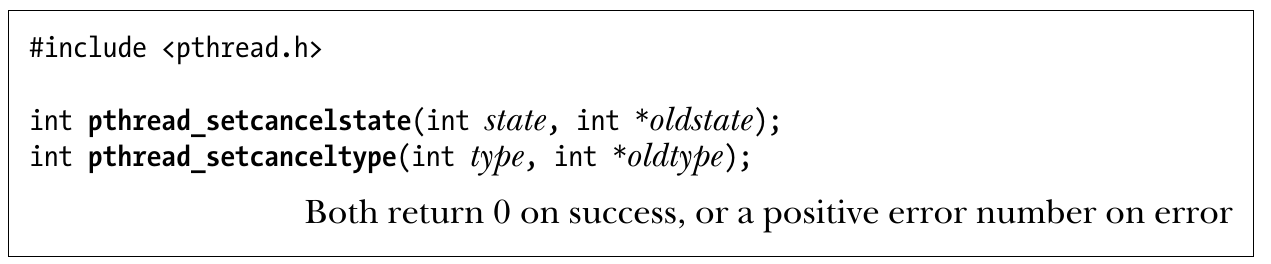 #include <pthread.h>
int pthread_setcancelstate(int state, int *oldstate);
int pthread_setcanceltype(int type, int *oldtype);
Both return 0 on success, or a positive error number on error